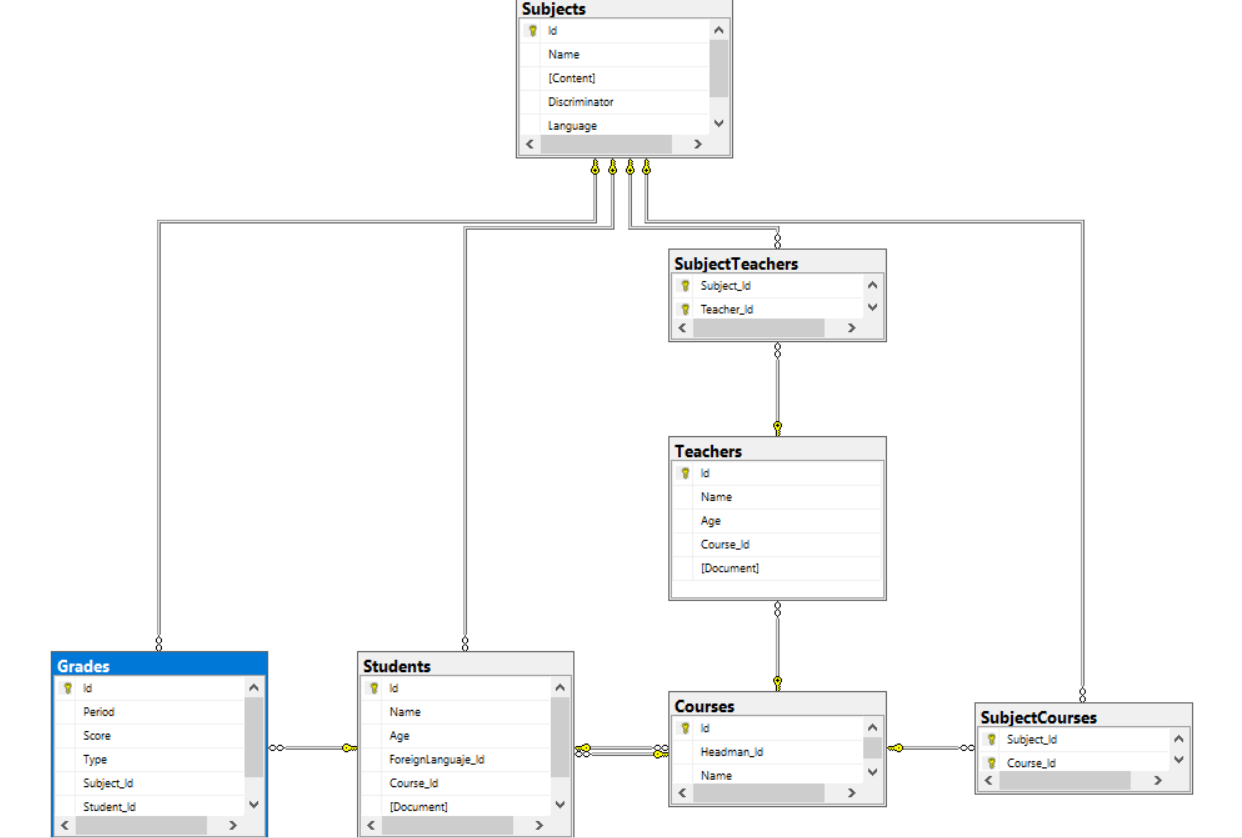 Subjects
Id
Name
[Content]
Discriminator
Language
SubjectTeachers
Subject_Id
Teacher_Id
Teachers
Id
Name
Age
Course_Id
[Document]
Grades
Id
Period
Score
Type
Subject_Id
Student_Id
Students
Id
Name
Age
ForeignLanguaje_Id
Course_Id
[Document]
Courses
Id
Headman_Id
Name
SubjectCourses
Subject_Id
Course_Id